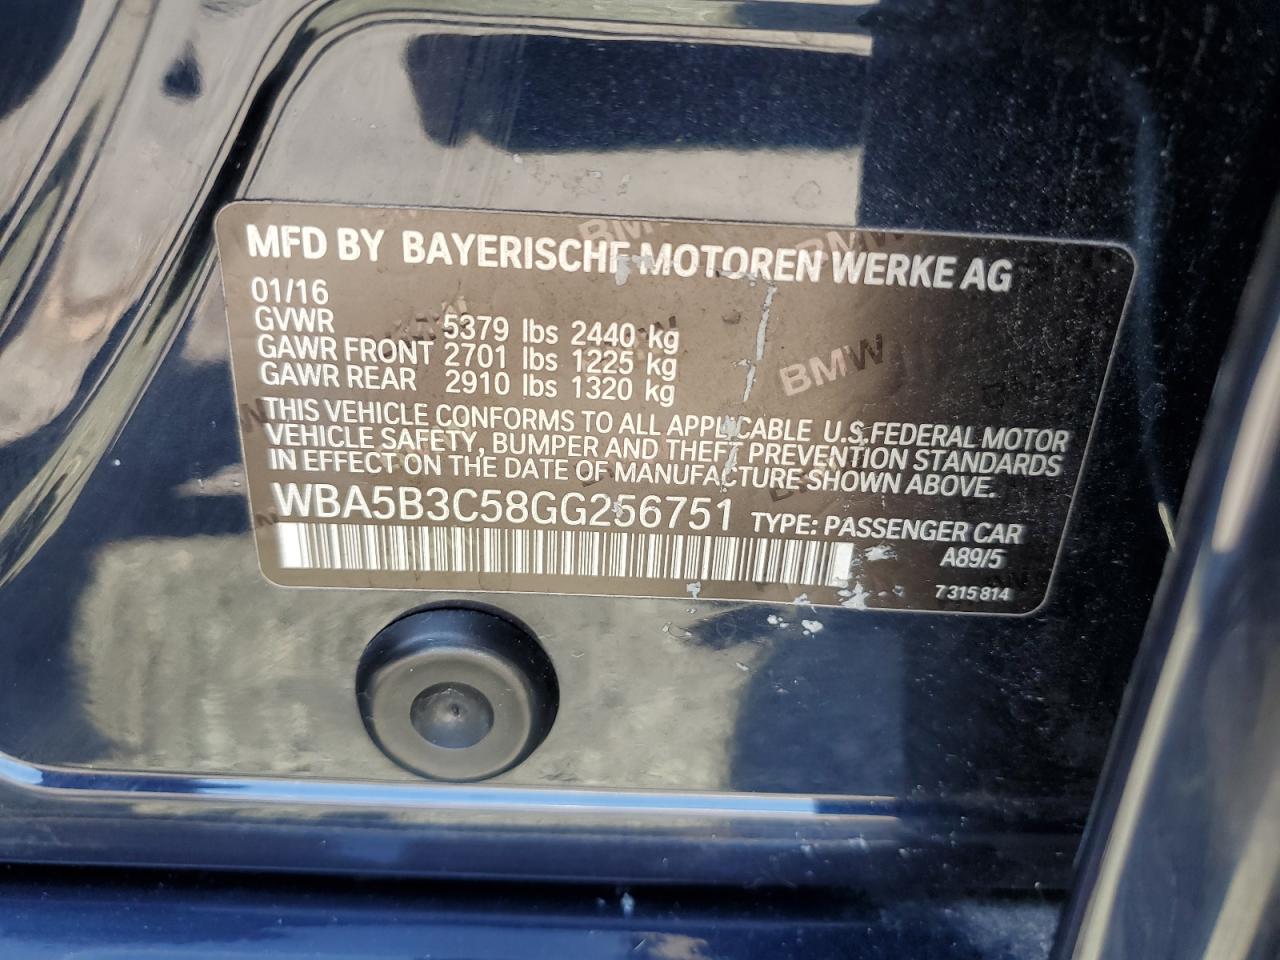 MFD BY BAYERISCHE MOTOREN WERKE AG
01/16
GVWR 5379 lbs 2440 kg
GAWR FRONT 2701 lbs 1225 kg
GAWR REAR 2910 lbs 1320 kg
THIS VEHICLE CONFORMS TO ALL APPLICABLE U.S.FEDERAL MOTOR
VEHICLE SAFETY, BUMPER AND THEFT PREVENTION STANDARDS
IN EFFECT ON THE DATE OF MANUFACTURE SHOWN ABOVE.
WBA5B3C58GG256751 TYPE: PASSENGER CAR
A89/5
7 315 814
BMW
BMW
BMW